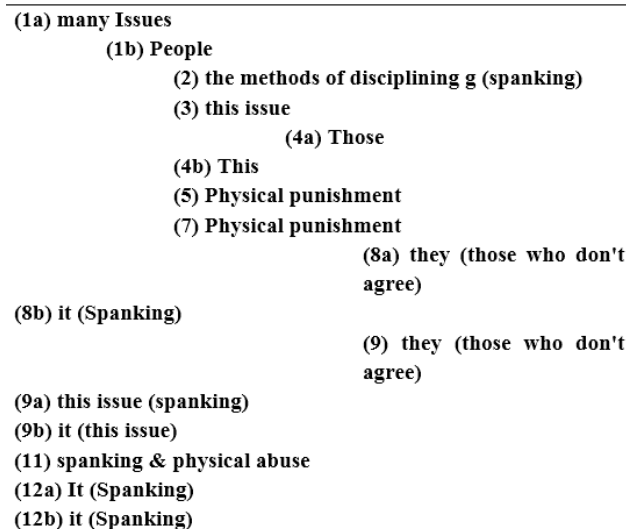 (1a) many Issues
(1b) People
(2) the methods of disciplining g (spanking)
(3) this issue
(4a) Those
(4b) This
(5) Physical punishment
(7) Physical punishment
(8a) they (those who don't
agree)
(8b) it (Spanking)
(9) they (those who don't
agree)
(9a) this issue (spanking)
(9b) it (this issue)
(11) spanking & physical abuse
(12a) It (Spanking)
(12b) it (Spanking)